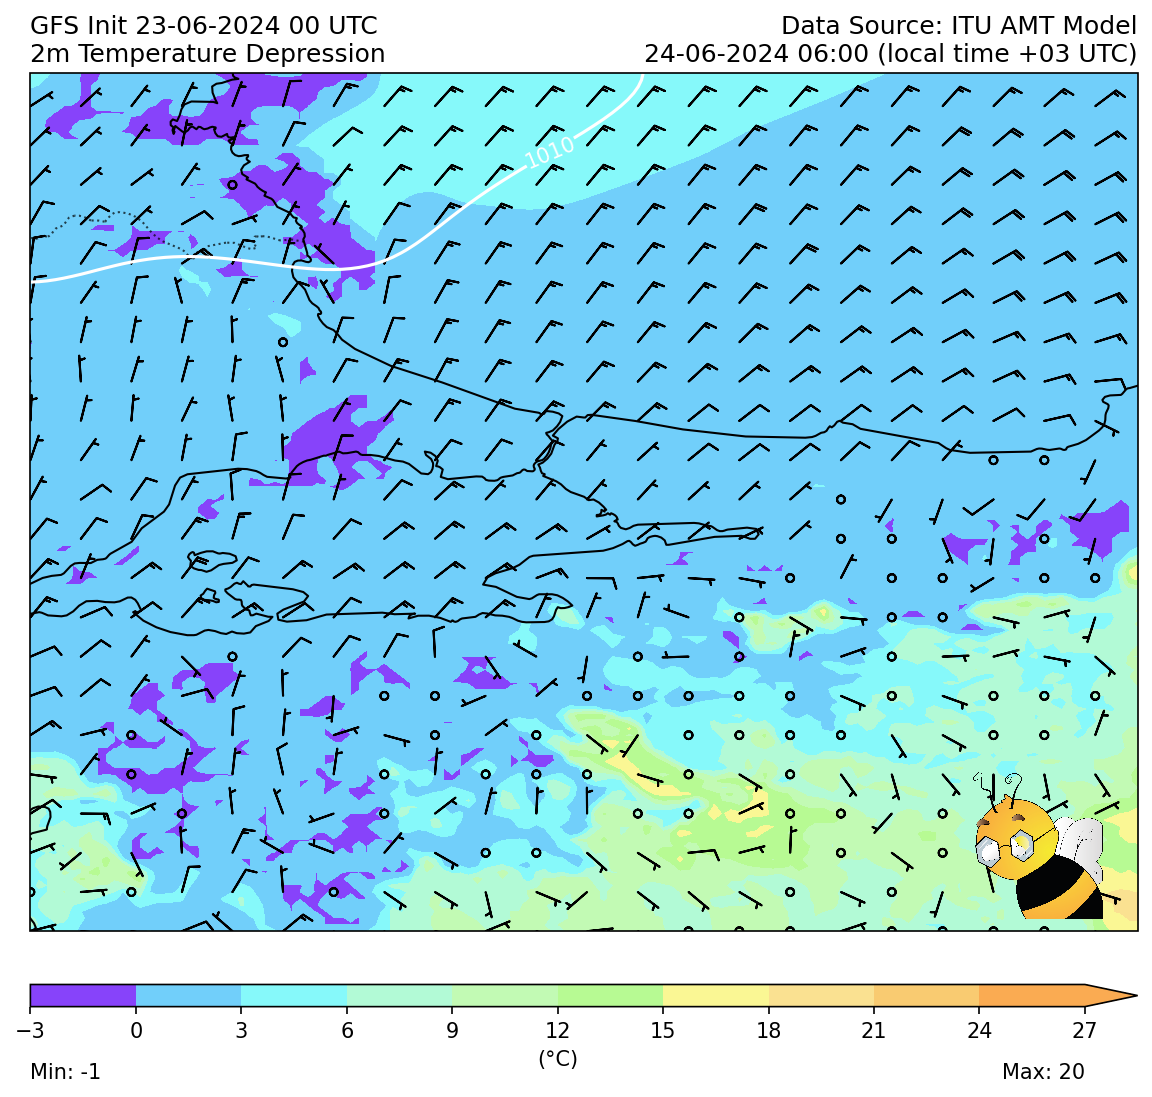 GFS Init 23-06-2024 00 UTC
Data Source: ITU AMT Model
2m Temperature Depression
24-06-2024 06:00 (local time +03 UTC)
1010
−3 0 3 6 9 12 15 18 21 24 27
(°C)
Min: -1
Max: 20